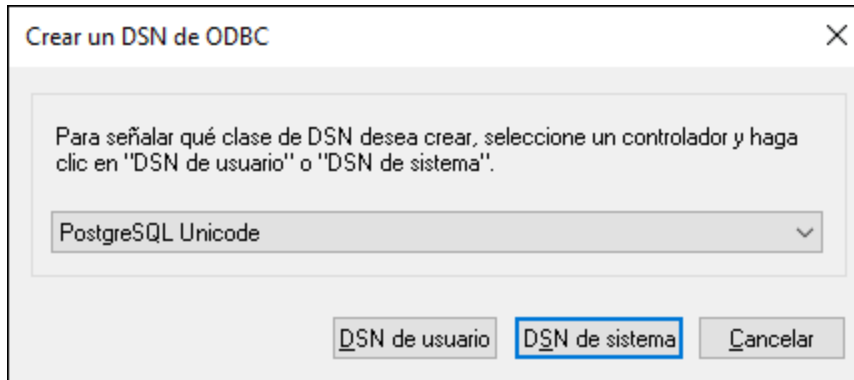 Crear un DSN de ODBC
Para señalar qué clase de DSN desea crear, seleccione un controlador y haga
clic en "DSN de usuario" o "DSN de sistema".
PostgreSQL Unicode
DSN de usuario DSN de sistema Cancelar